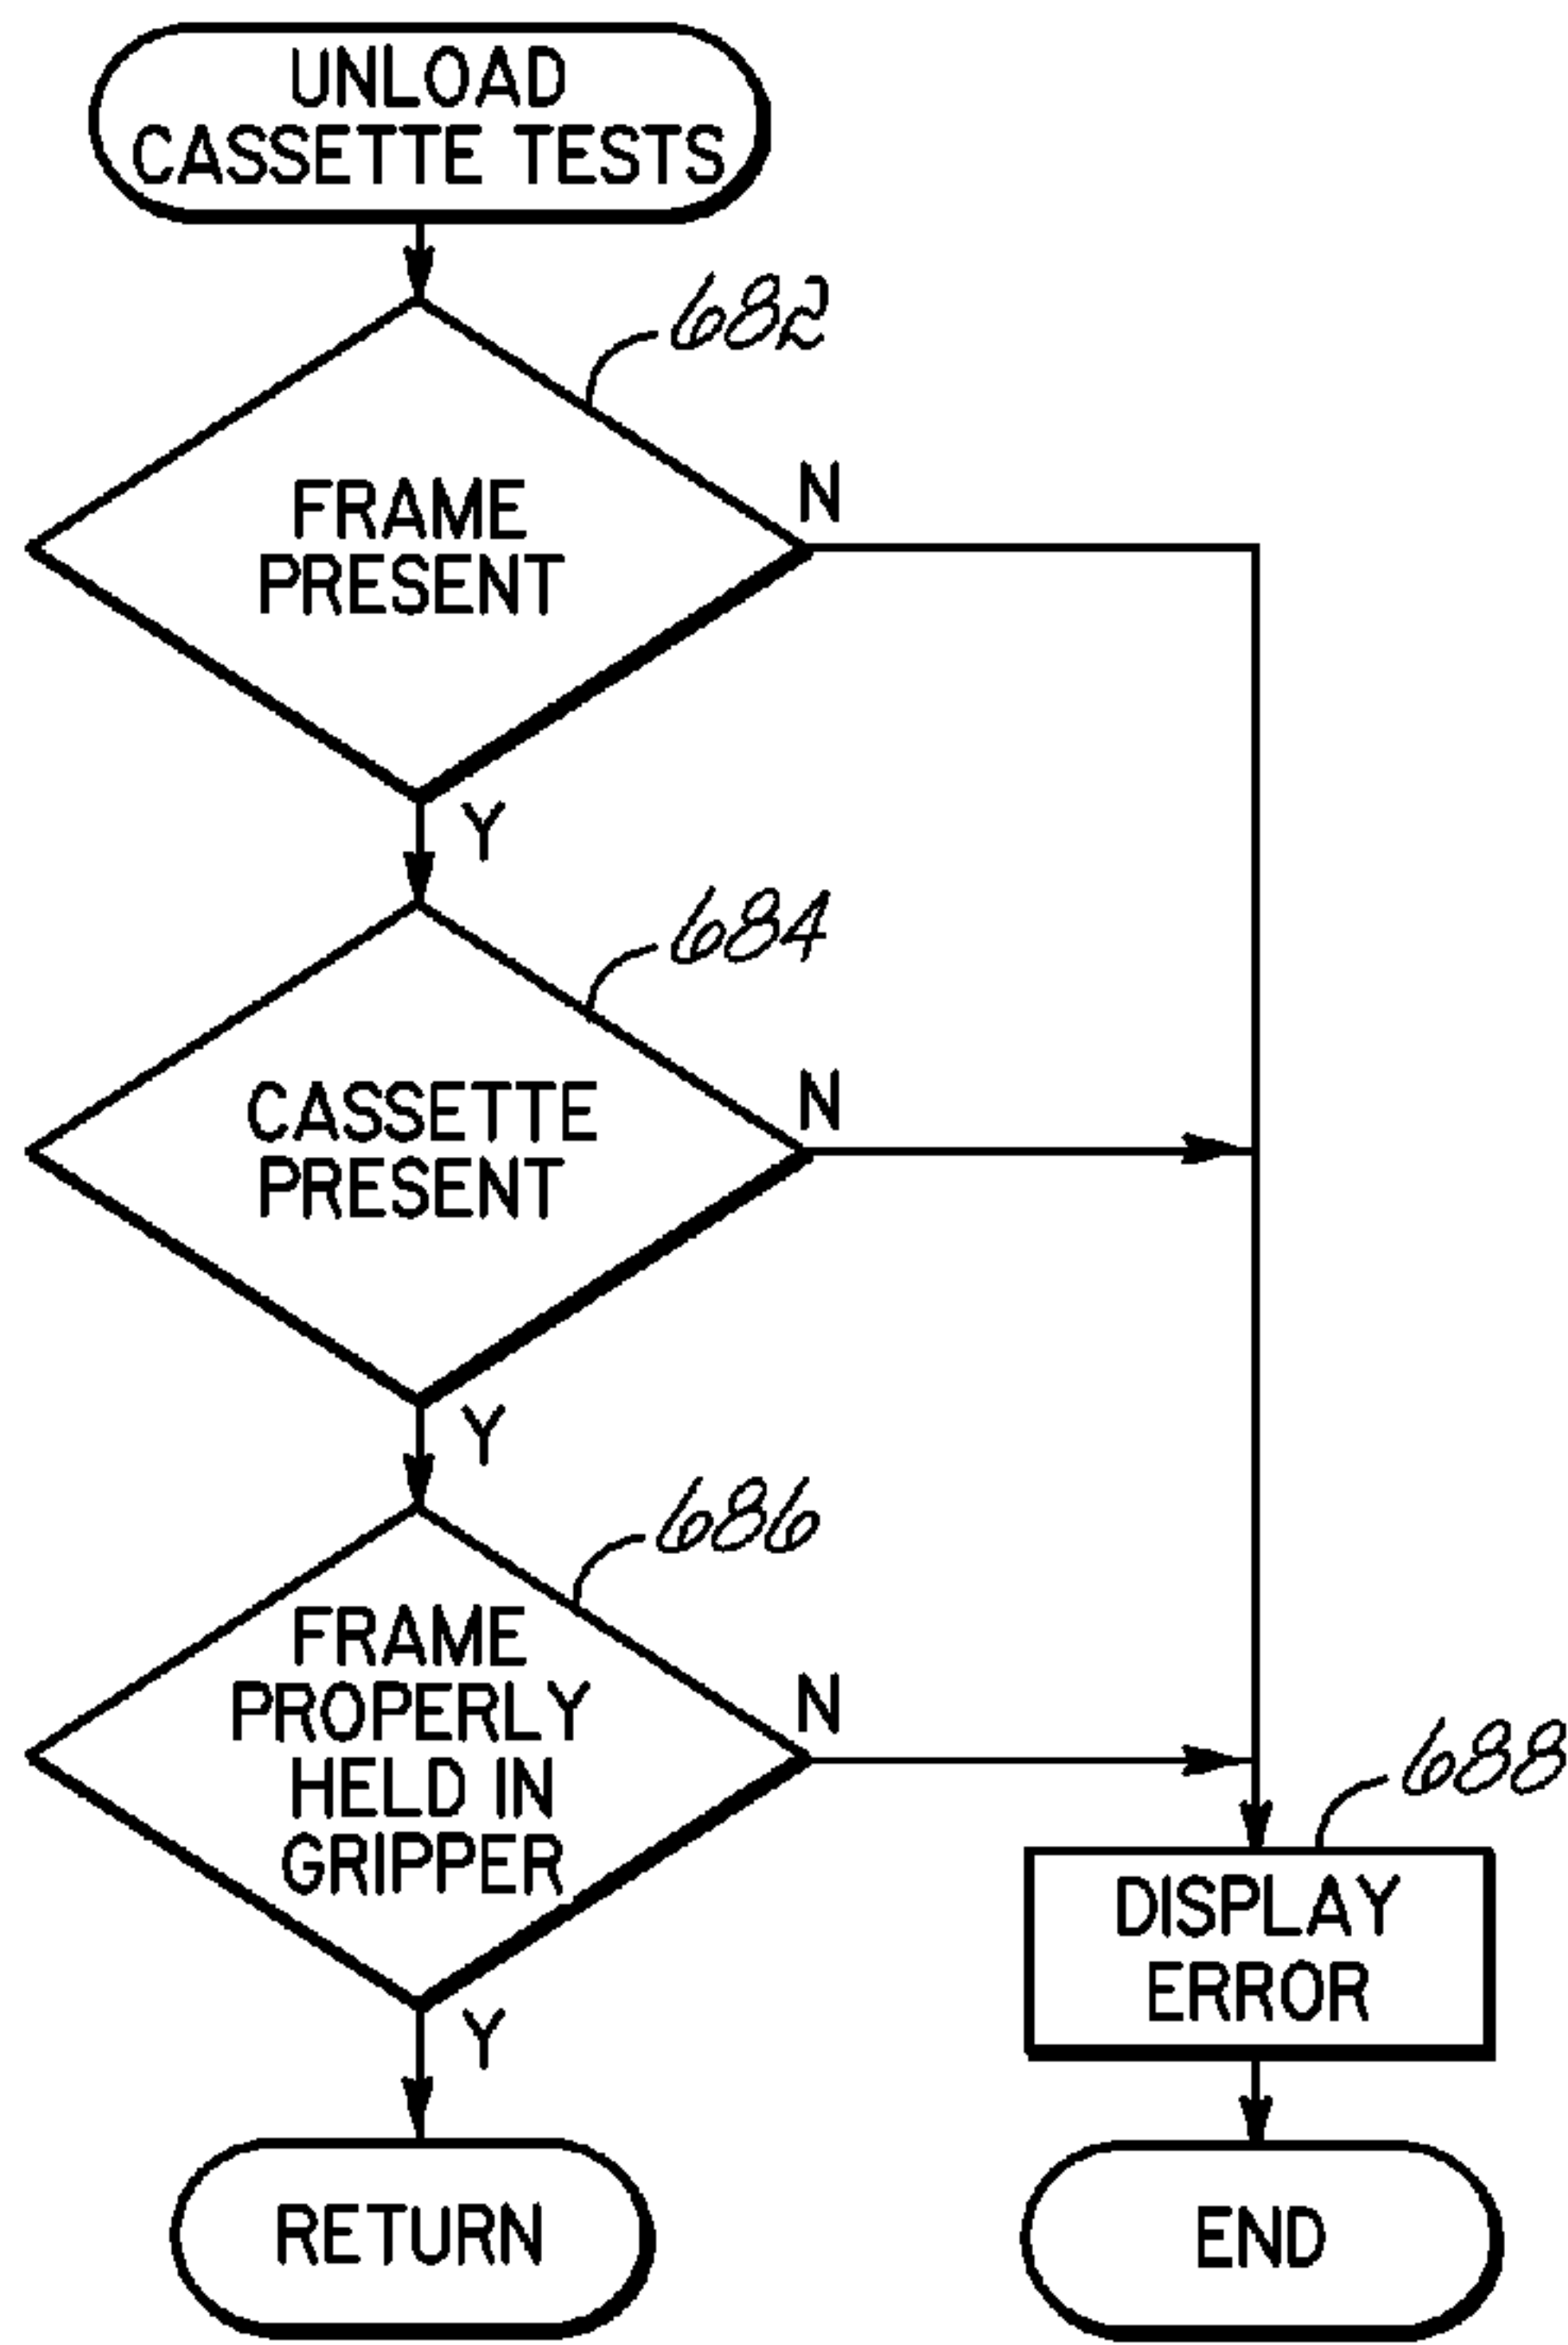 UNLOAD
CASSETTE TESTS
682
FRAME
PRESENT
N
Y
684
CASSETTE
PRESENT
N
Y
686
FRAME
PROPERLY
HELD IN
GRIPPER
N
Y
688
DISPLAY
ERROR
RETURN
END